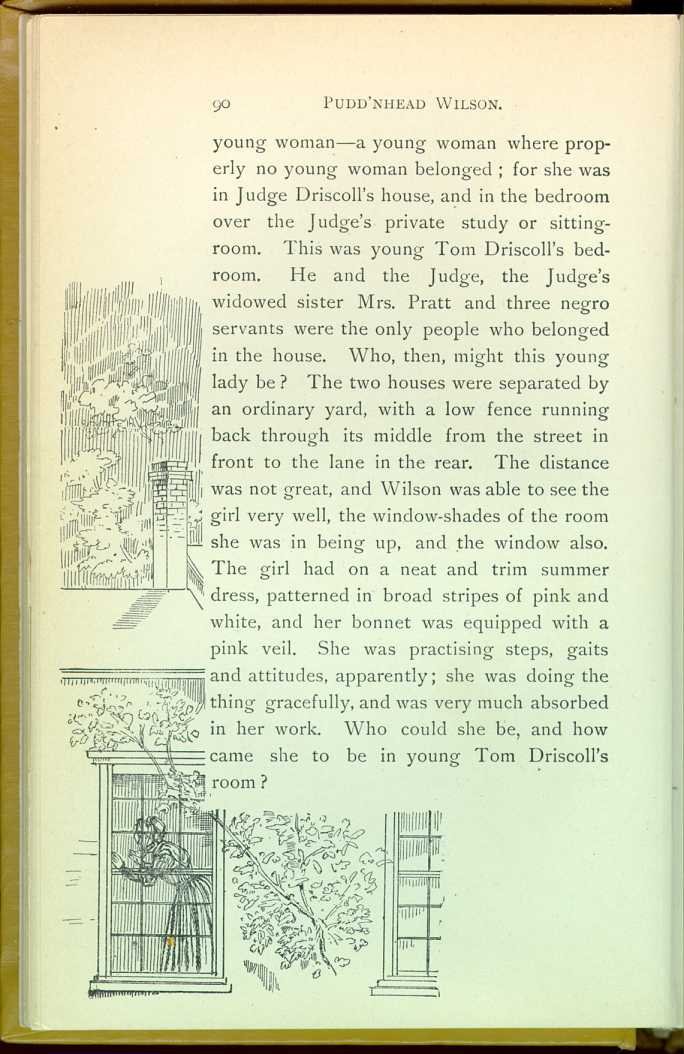 90 PUDD'NHEAD WILSON.
young woman—a young woman where prop-
erly no young woman belonged ; for she was
in Judge Driscoll's house, and in the bedroom
over the Judge's private study or sitting-
room. This was young Tom Driscoll's bed-
room. He and the Judge, the Judge's
widowed sister Mrs. Pratt and three negro
servants were the only people who belonged
in the house. Who, then, might this young
lady be ? The two houses were separated by
an ordinary yard, with a low fence running
back through its middle from the street in
front to the lane in the rear. The distance
was not great, and Wilson was able to see the
girl very well, the window-shades of the room
she was in being up, and the window also.
The girl had on a neat and trim summer
dress, patterned in broad stripes of pink and
white, and her bonnet was equipped with a
pink veil. She was practising steps, gaits
and attitudes, apparently ; she was doing the
thing gracefully, and was very much absorbed
in her work. Who could she be, and how
came she to be in young Tom Driscoll's
room ?